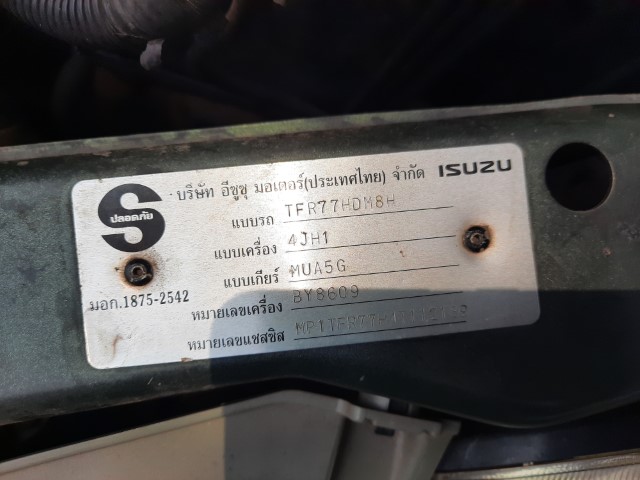 บริษัท อีซูซุ มอเตอร์(ประเทศไทย) จำกัด ISUZU
S
ปลอดภัย
แบบรถ TFR77HDM8H
แบบเครื่อง 4JH1
แบบเกียร์ MUA5G
มอก.1875-2542
หมายเลขเครื่อง BY8609
หมายเลขแชสซิส